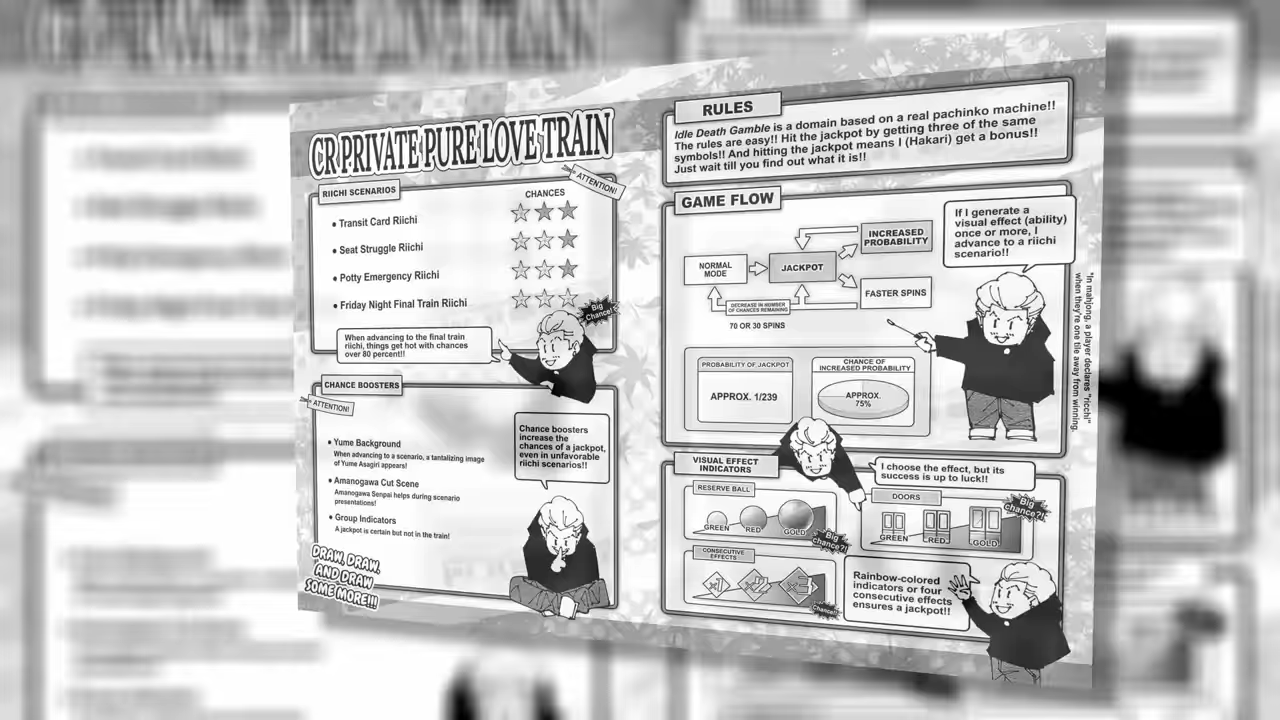 CR PRIVATE PURE LOVE TRAIN
RIICHI SCENARIOS
ATTENTION!
CHANCES
• Transit Card Riichi
• Seat Struggle Riichi
• Potty Emergency Riichi
• Friday Night Final Train Riichi
Big
Chance?!
When advancing to the final train
riichi, things get hot with chances
over 80 percent!!
CHANCE BOOSTERS
ATTENTION!
• Yume Background
When advancing to a scenario, a tantalizing image
of Yume Asagiri appears!
• Amanogawa Cut Scene
Amanogawa Senpai helps during scenario
presentations!
• Group Indicators
A jackpot is certain but not in the train!
Chance boosters
increase the
chances of a jackpot,
even in unfavorable
riichi scenarios!!
DRAW, DRAW,
AND DRAW
SOME MORE!!!
RULES
Idle Death Gamble is a domain based on a real pachinko machine!!
The rules are easy!! Hit the jackpot by getting three of the same
symbols!! And hitting the jackpot means I (Hakari) get a bonus!!
Just wait till you find out what it is!!
GAME FLOW
NORMAL
MODE
JACKPOT
INCREASED
PROBABILITY
FASTER SPINS
DECREASE IN NUMBER
OF CHANCES REMAINING
70 OR 30 SPINS
If I generate a
visual effect (ability)
once or more, I
advance to a riichi
scenario!!
*In mahjong, a player declares "riichi"
when they're one tile away from winning.
PROBABILITY OF JACKPOT
APPROX. 1/239
CHANCE OF
INCREASED PROBABILITY
APPROX.
75%
VISUAL EFFECT
INDICATORS
I choose the effect, but its
success is up to luck!!
RESERVE BALL
GREEN
RED
GOLD
Big
chance?!
DOORS
GREEN
RED
GOLD
Big
chance?!
CONSECUTIVE
EFFECTS
x1
x2
x3
Chance!!
Rainbow-colored
indicators or four
consecutive effects
ensures a jackpot!!